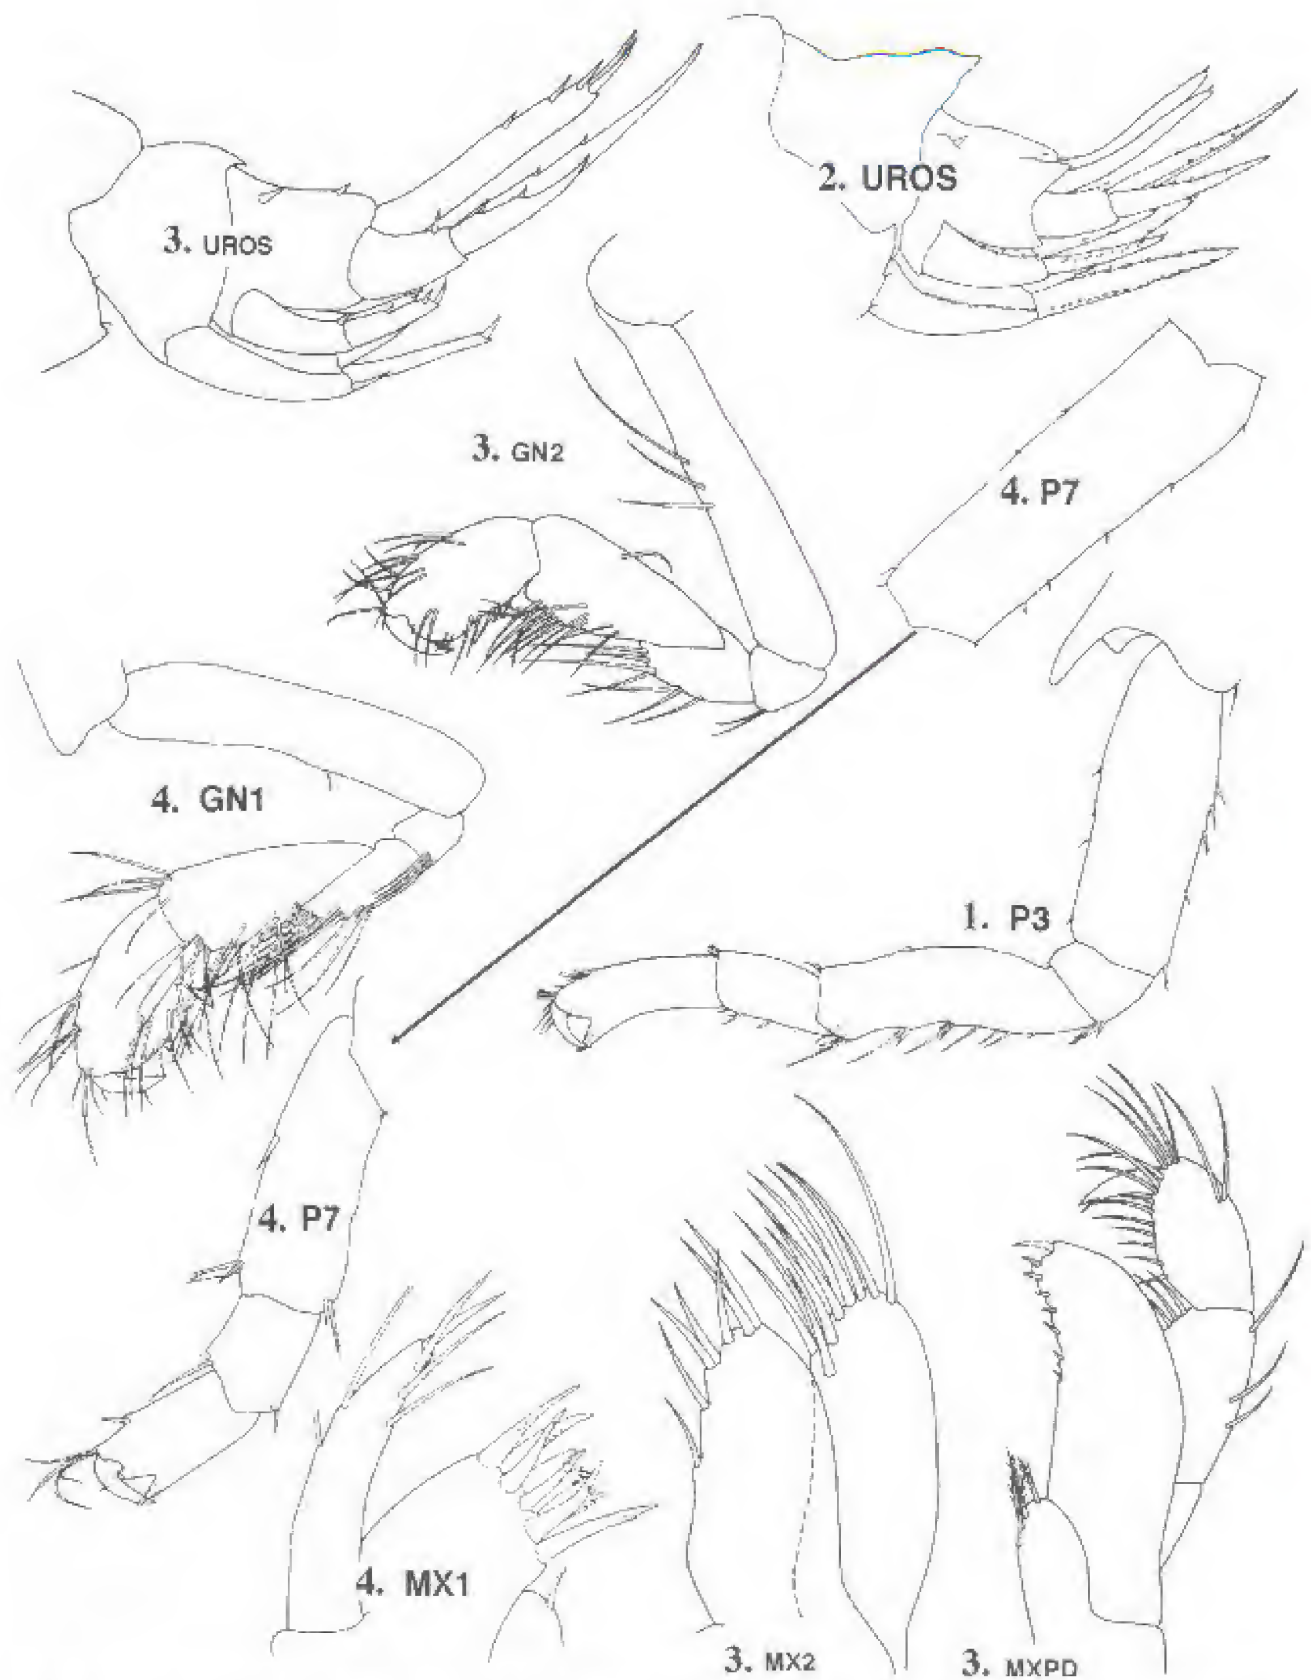 2. UROS
3. UROS
3. GN2
4. P7
4. GN1
1. P3
4. P7
4. MX1
3. MX2
3. MXPD